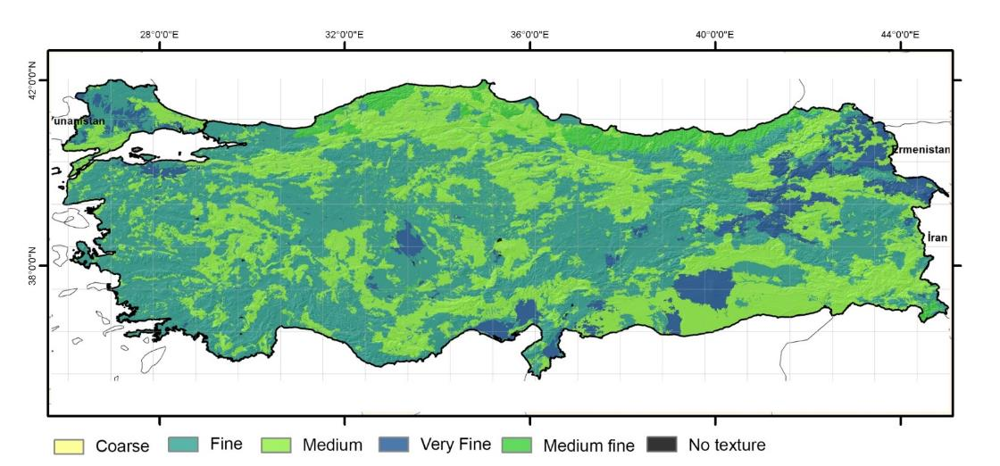 28°0'0"E 32°0'0"E 36°0'0"E 40°0'0"E 44°0'0"E
42°0'0"N
'unanistan
Ermenistan
İran
38°0'0"N
Coarse Fine Medium Very Fine Medium fine No texture